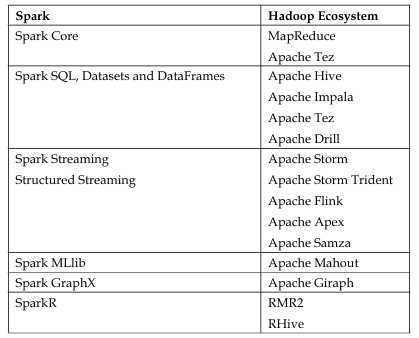 Spark Hadoop Ecosystem
Spark Core MapReduce
Apache Tez
Spark SQL, Datasets and DataFrames Apache Hive
Apache Impala
Apache Tez
Apache Drill
Spark Streaming Apache Storm
Structured Streaming Apache Storm Trident
Apache Flink
Apache Apex
Apache Samza
Spark MLlib Apache Mahout
Spark GraphX Apache Giraph
SparkR RMR2
RHive